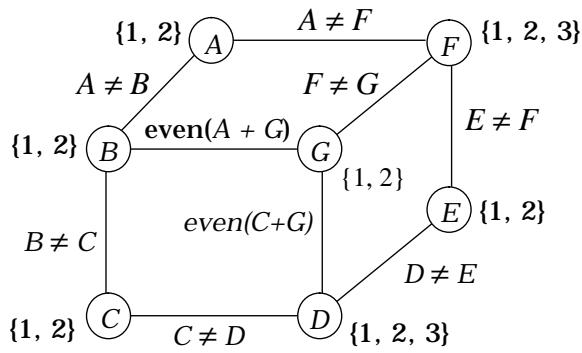 A ≠ F
{1, 2} A F {1, 2, 3}
A ≠ B F ≠ G
E ≠ F
{1, 2} B even(A + G) G
{1, 2}
E {1, 2}
B ≠ C even(C+G)
D ≠ E
{1, 2} C D {1, 2, 3}
C ≠ D